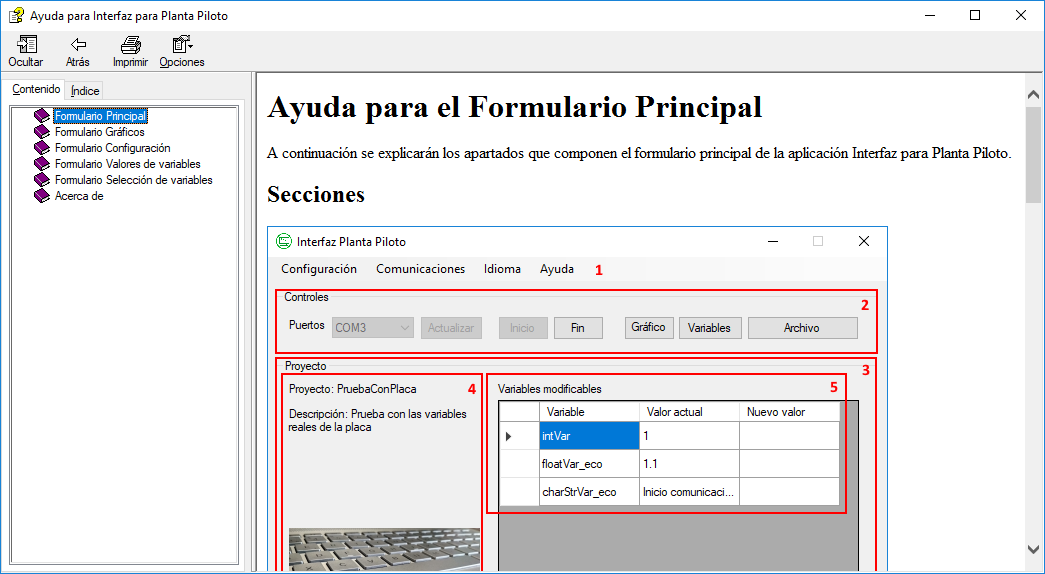 Ayuda para Interfaz para Planta Piloto
Ocultar Atrás Imprimir Opciones
Contenido Índice
Formulario Principal
Formulario Gráficos
Formulario Configuración
Formulario Valores de variables
Formulario Selección de variables
Acerca de
Ayuda para el Formulario Principal
A continuación se explicarán los apartados que componen el formulario principal de la aplicación Interfaz para Planta Piloto.
Secciones
Interfaz Planta Piloto
Configuración Comunicaciones Idioma Ayuda 1
Controles 2
Puertos COM3 Actualizar Inicio Fin Gráfico Variables Archivo
Proyecto 3
Proyecto: PruebaConPlaca 4
Descripción: Prueba con las variables
reales de la placa
Variables modificables 5
Variable Valor actual Nuevo valor
intVar 1
floatVar_eco 1.1
charStrVar_eco Inicio comunicaci...